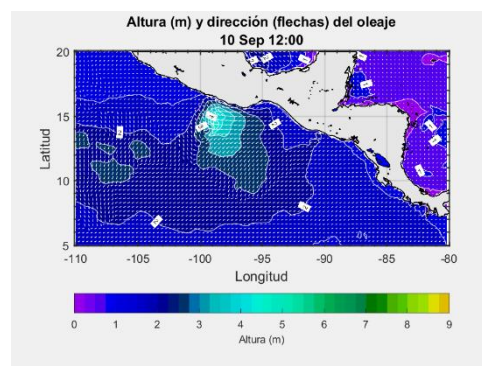 Altura (m) y dirección (flechas) del oleaje
10 Sep 12:00
Latitud
20
15
10
5
-110 -105 -100 -95 -90 -85 -80
Longitud
0 1 2 3 4 5 6 7 8 9
Altura (m)